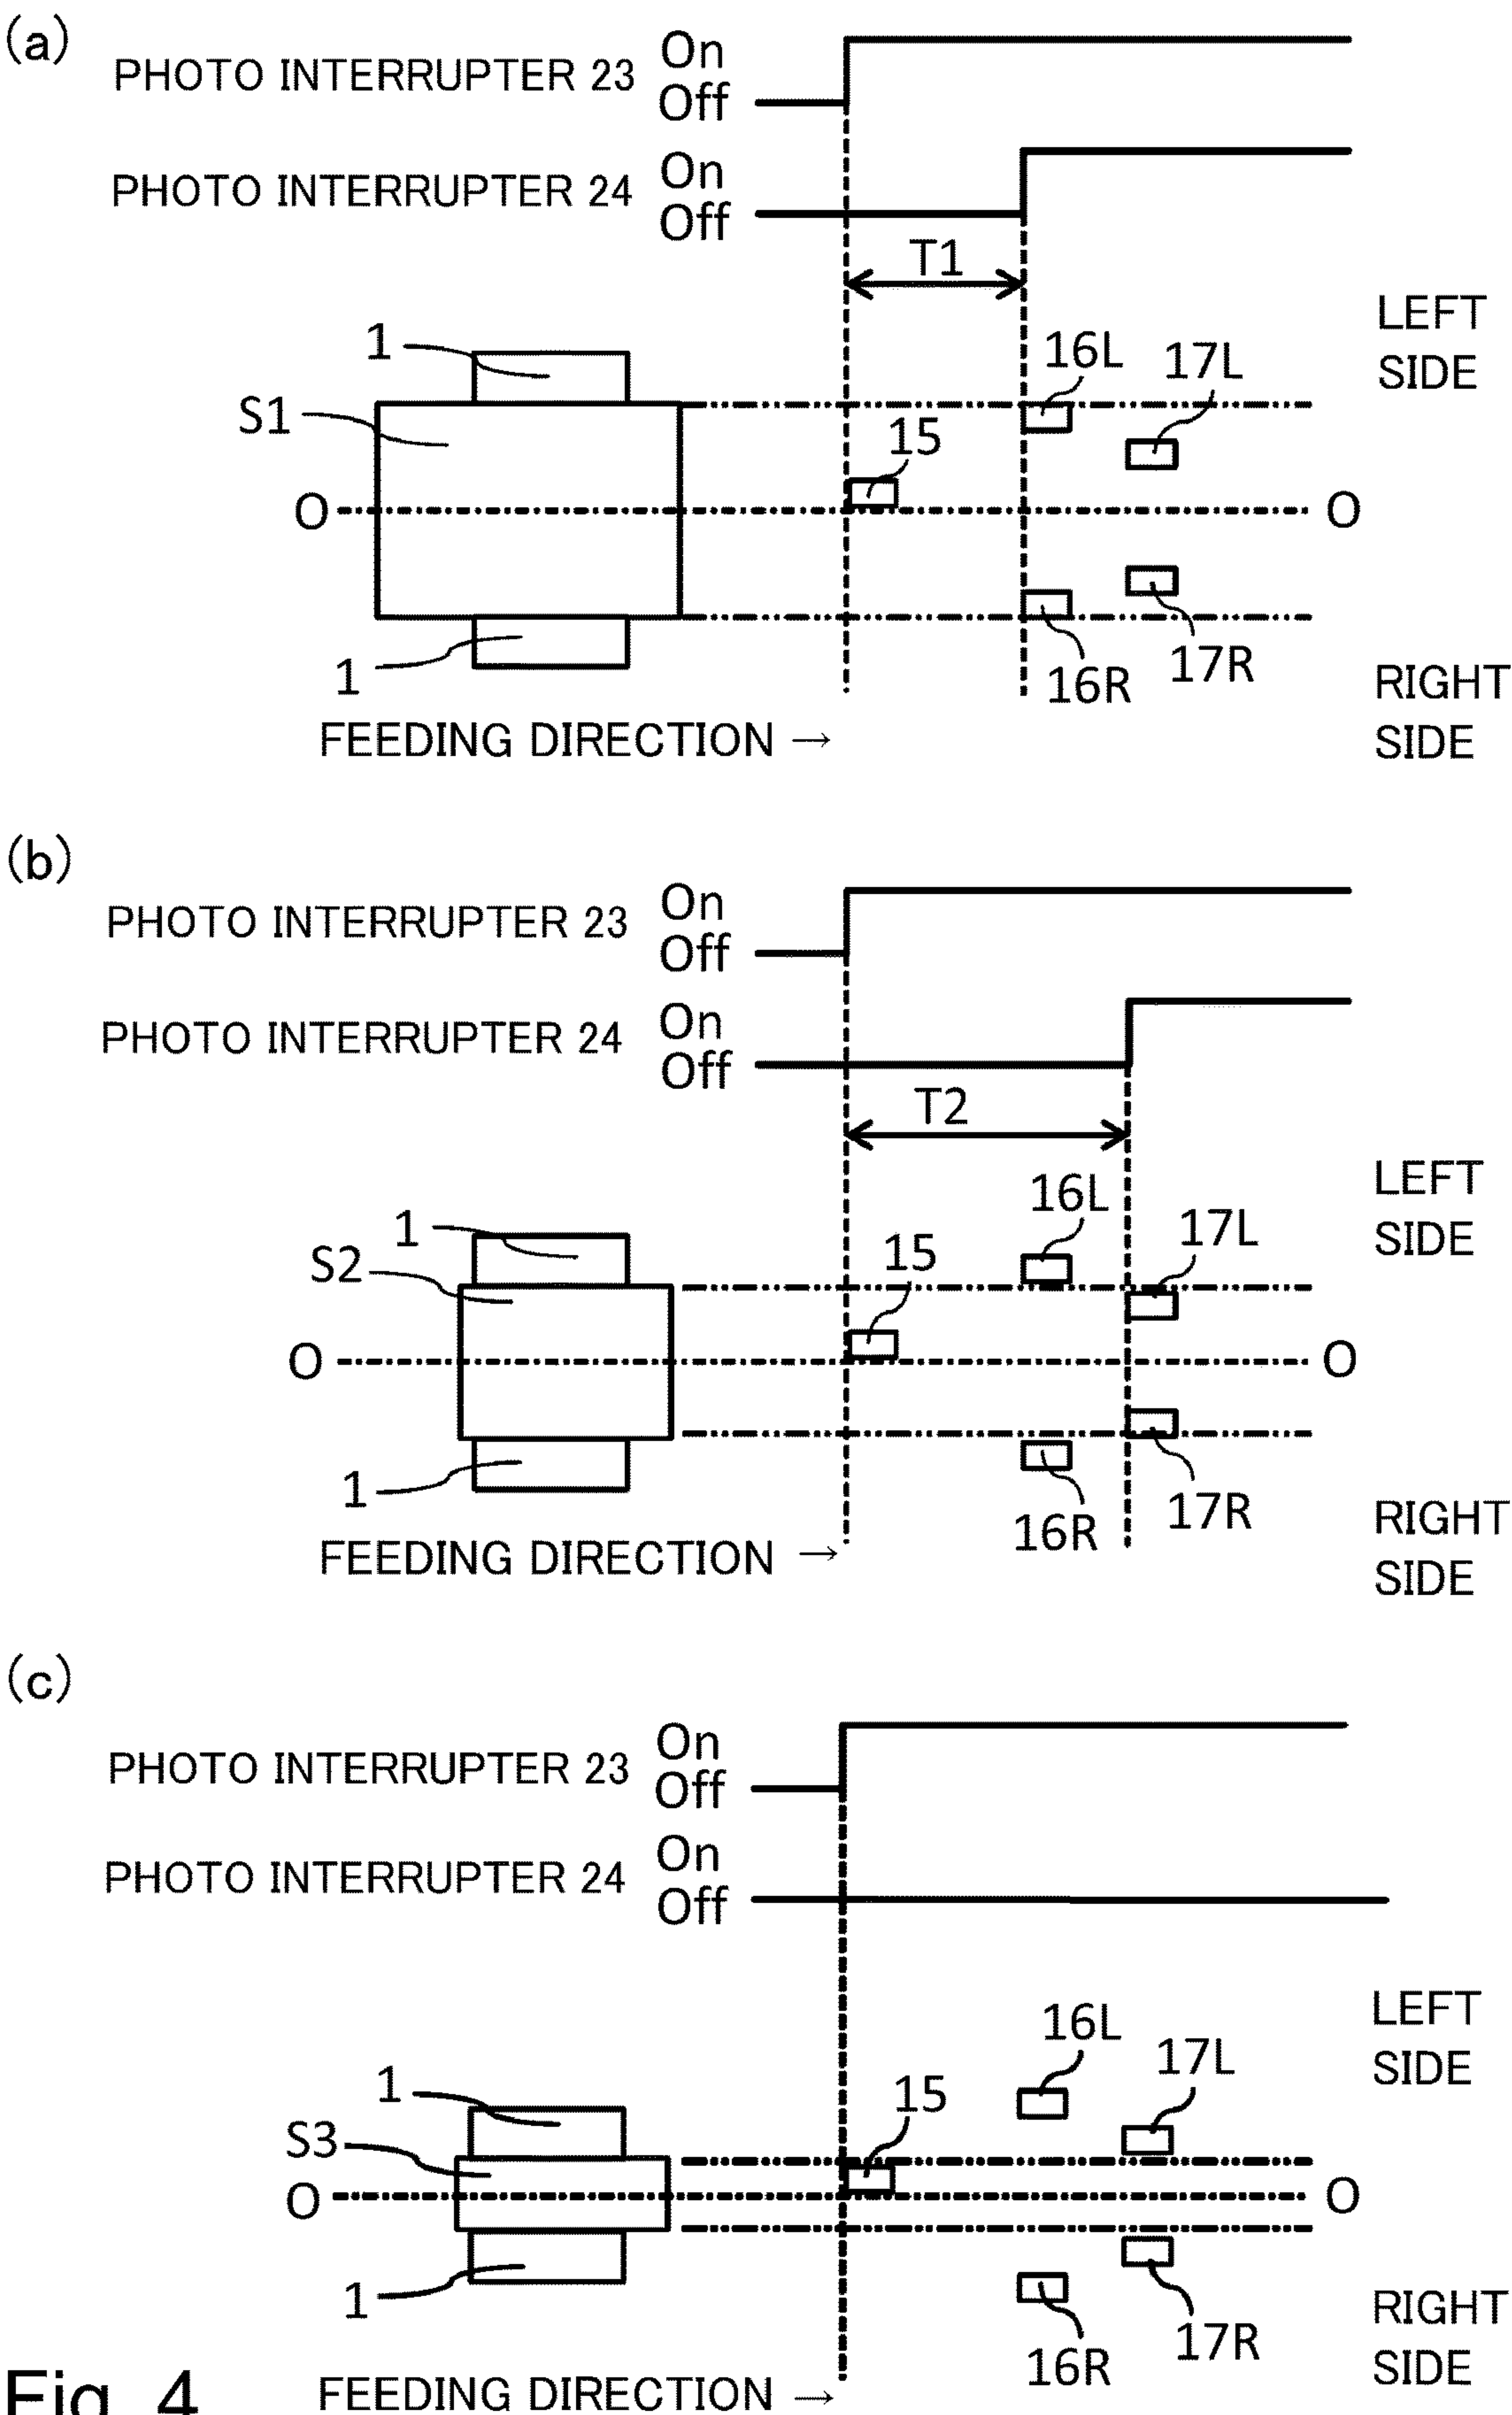 (a)
On
PHOTO INTERRUPTER 23
Off
On
PHOTO INTERRUPTER 24
Off
T1
LEFT
SIDE
1
16L
17L
S1
15
O
O
1
16R
17R
RIGHT
SIDE
FEEDING DIRECTION →
(b)
On
PHOTO INTERRUPTER 23
Off
On
PHOTO INTERRUPTER 24
Off
T2
LEFT
SIDE
16L
1
17L
S2
15
O
O
1
16R
17R
RIGHT
SIDE
FEEDING DIRECTION →
(c)
On
PHOTO INTERRUPTER 23
Off
On
PHOTO INTERRUPTER 24
Off
LEFT
SIDE
16L
17L
1
15
S3
O
O
1
16R
17R
RIGHT
SIDE
FEEDING DIRECTION →
Fig. 4